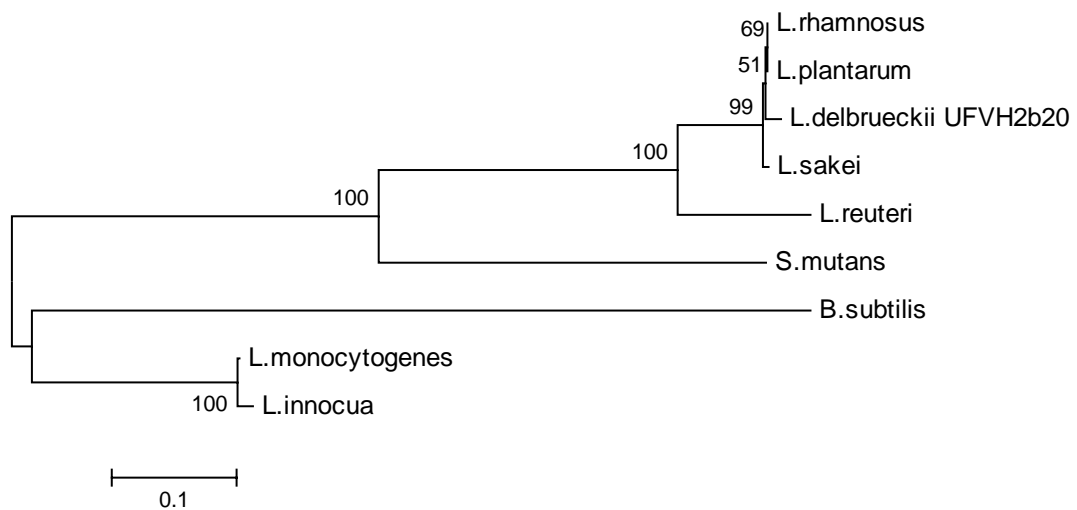 69
L.rhamnosus
51
L.plantarum
99
L.delbrueckii UFVH2b20
100
L.sakei
100
L.reuteri
S.mutans
B.subtilis
L.monocytogenes
100
L.innocua
0.1